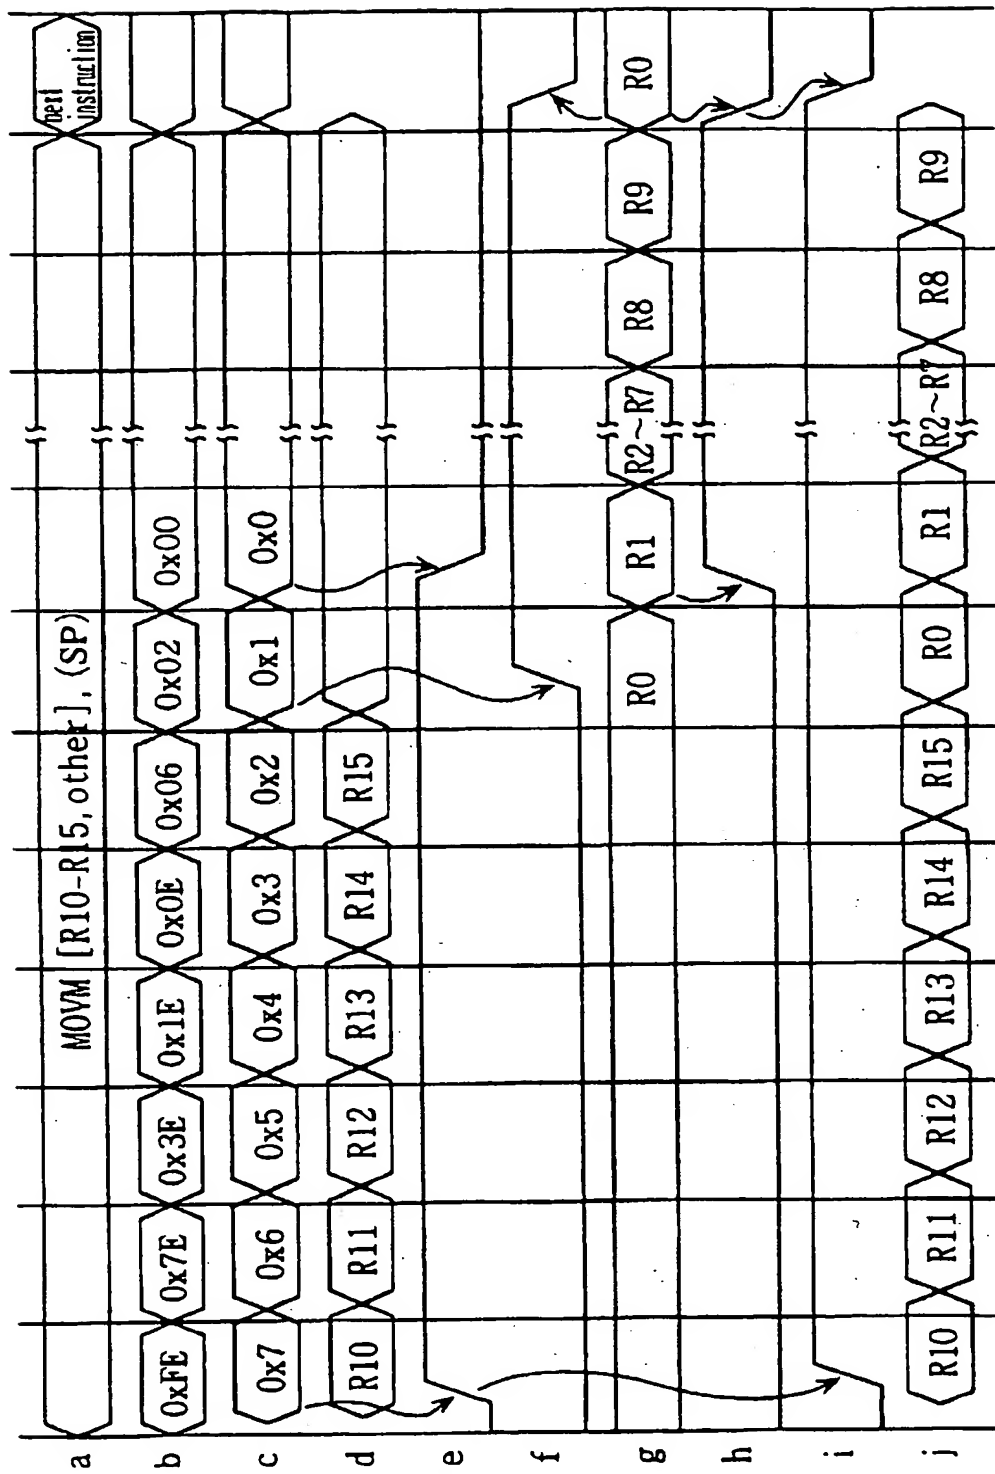 a MOVM [R10-R15, other], (SP) next instruction
b 0xFE 0x7E 0x3E 0x1E 0x0E 0x06 0x02 0x00
c 0x7 0x6 0x5 0x4 0x3 0x2 0x1 0x0
d R10 R11 R12 R13 R14 R15
e
f
g R0 R1 R2~R7 R8 R9 R0
h
i
j R10 R11 R12 R13 R14 R15 R0 R1 R2~R7 R8 R9